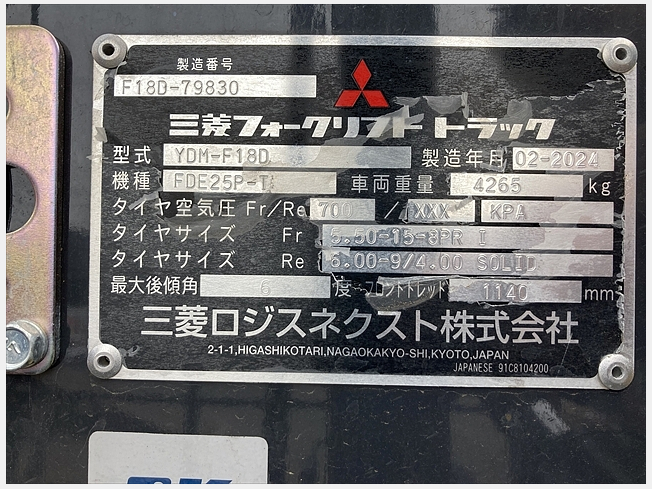 製造番号
F18D-79830
三菱フォークリフト トラック
型式 YDM-F18D 製造年月 02-2024
機種 FDE25P-T 車両重量 4265 kg
タイヤ空気圧 Fr/Re 700 / XXX KPA
タイヤサイズ Fr 5.50-15-8PR I
タイヤサイズ Re 6.00-9/4.00 SOLID
最大後傾角 6 度 フロントトレッド 1140 mm
三菱ロジスネクスト株式会社
2-1-1,HIGASHIKOTARI,NAGAOKAKYO-SHI,KYOTO,JAPAN
JAPANESE 91C8104200